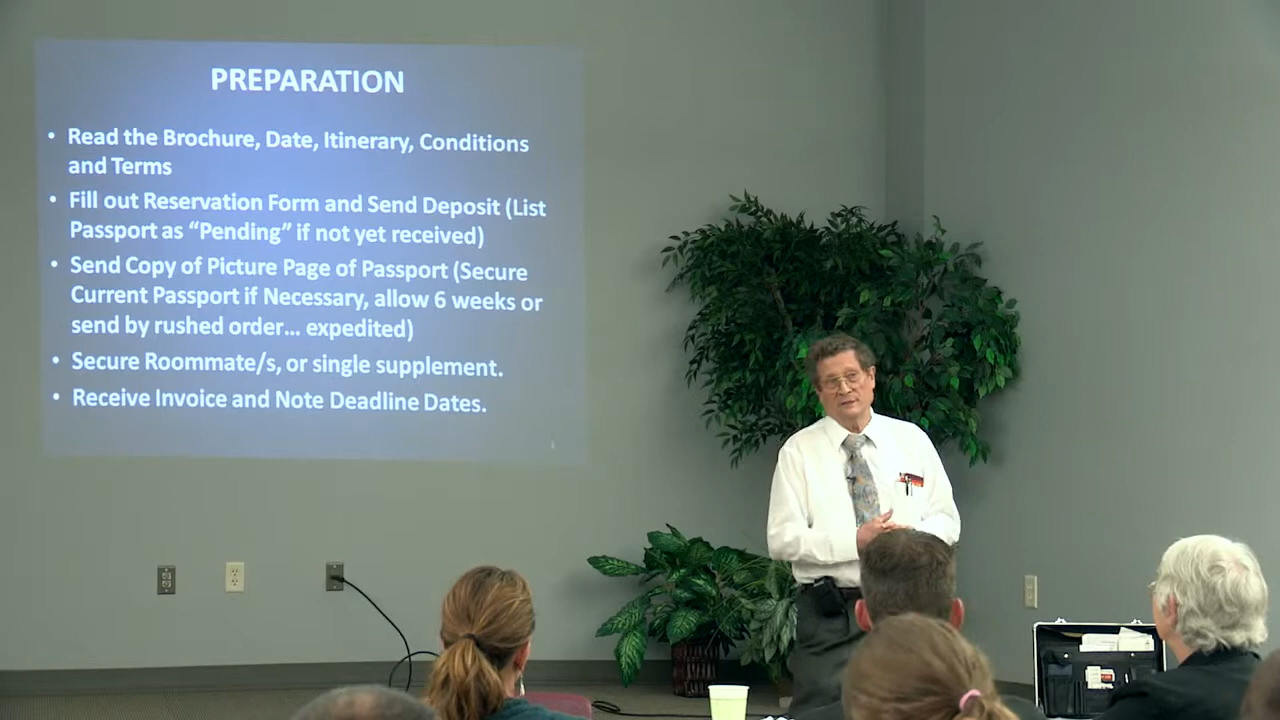 PREPARATION
• Read the Brochure, Date, Itinerary, Conditions
and Terms
• Fill out Reservation Form and Send Deposit (List
Passport as “Pending” if not yet received)
• Send Copy of Picture Page of Passport (Secure
Current Passport if Necessary, allow 6 weeks or
send by rushed order... expedited)
• Secure Roommate/s, or single supplement.
• Receive Invoice and Note Deadline Dates.